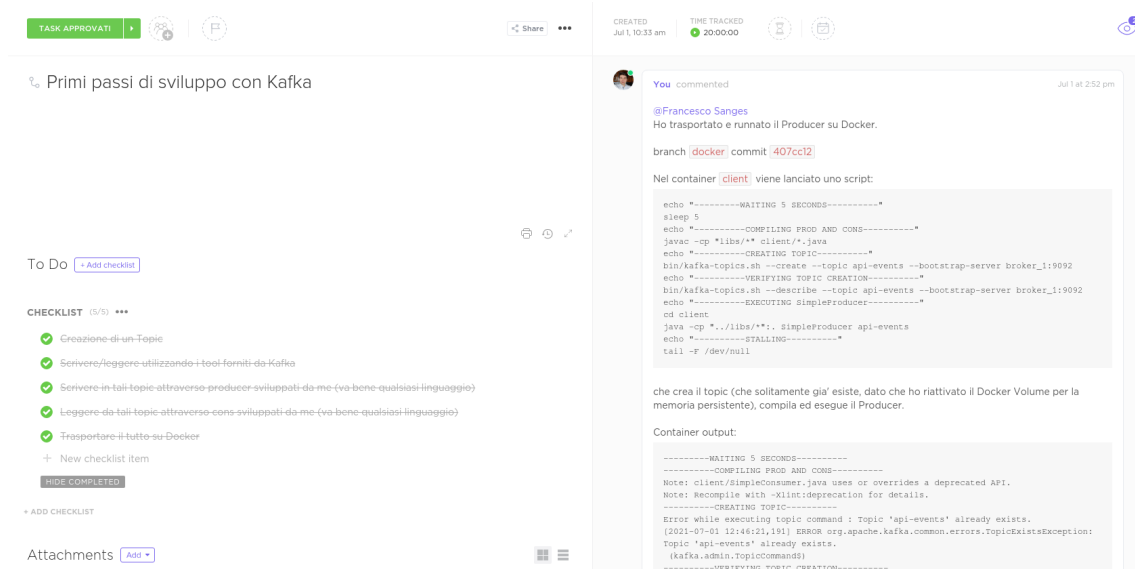 TASK APPROVATI
Share
Primi passi di sviluppo con Kafka
To Do + Add checklist
CHECKLIST (5/5)
Creazione di un Topic
Scrivere/leggere utilizzando i tool forniti da Kafka
Scrivere in tali topic attraverso producer sviluppati da me (va bene qualsiasi linguaggio)
Leggere da tali topic attraverso cons sviluppati da me (va bene qualsiasi linguaggio)
Trasportare il tutto su Docker
+ New checklist item
HIDE COMPLETED
+ ADD CHECKLIST
Attachments Add
CREATED
Jul 1, 10:33 am
TIME TRACKED
20:00:00
2
You commented Jul 1 at 2:52 pm
@Francesco Sanges
Ho trasportato e runnato il Producer su Docker.
branch docker commit 407cc12
Nel container client viene lanciato uno script:
echo "---------WAITING 5 SECONDS----------"
sleep 5
echo "----------COMPILING PROD AND CONS----------"
javac -cp "libs/*" client/*.java
echo "----------CREATING TOPIC----------"
bin/kafka-topics.sh --create --topic api-events --bootstrap-server broker_1:9092
echo "----------VERIFYING TOPIC CREATION----------"
bin/kafka-topics.sh --describe --topic api-events --bootstrap-server broker_1:9092
echo "----------EXECUTING SimpleProducer----------"
cd client
java -cp "../libs/*":. SimpleProducer api-events
echo "----------STALLING---------"
tail -F /dev/null
che crea il topic (che solitamente gia' esiste, dato che ho riattivato il Docker Volume per la
memoria persistente), compila ed esegue il Producer.
Container output:
---------WAITING 5 SECONDS----------
----------COMPILING PROD AND CONS----------
Note: client/SimpleConsumer.java uses or overrides a deprecated API.
Note: Recompile with -Xlint:deprecation for details.
----------CREATING TOPIC----------
Error while executing topic command : Topic 'api-events' already exists.
[2021-07-01 12:46:21,191] ERROR org.apache.kafka.common.errors.TopicExistsException:
Topic 'api-events' already exists.
(kafka.admin.TopicCommand$)
----------VERIFYING TOPIC CREATION----------